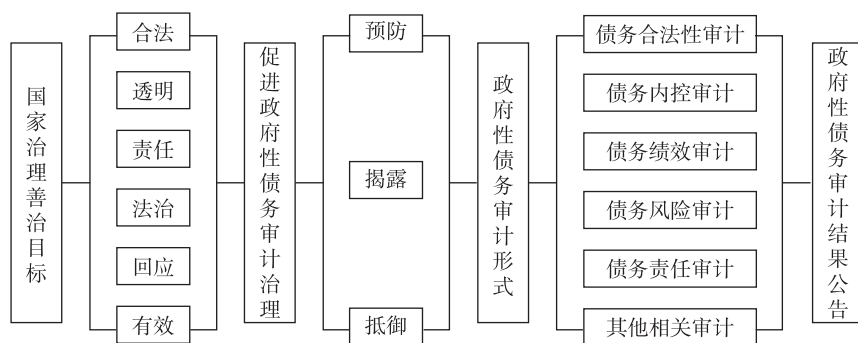 国家治理善治目标
合法
透明
责任
法治
回应
有效
促进政府性债务审计治理
预防
揭露
抵御
政府性债务审计形式
债务合法性审计
债务内控审计
债务绩效审计
债务风险审计
债务责任审计
其他相关审计
政府性债务审计结果公告